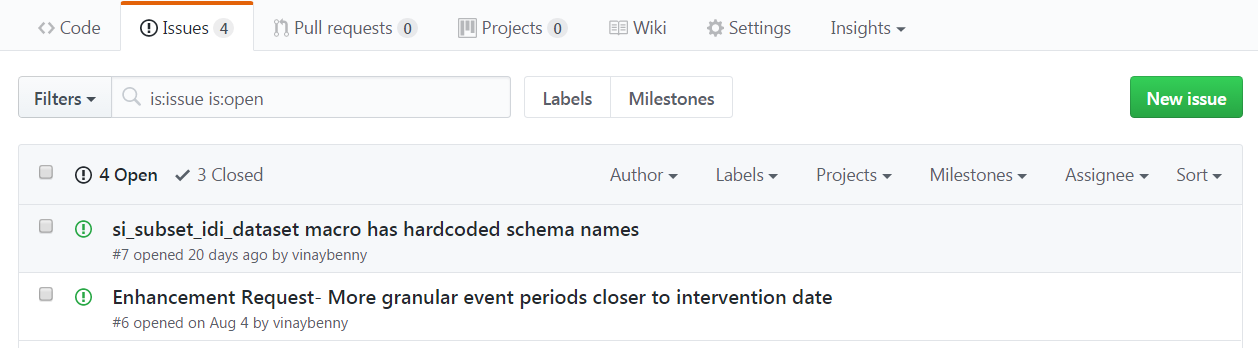 Code Issues 4 Pull requests 0 Projects 0 Wiki Settings Insights
Filters is:issue is:open Labels Milestones New issue
4 Open 3 Closed Author Labels Projects Milestones Assignee Sort
si_subset_idi_dataset macro has hardcoded schema names
#7 opened 20 days ago by vinaybenny
Enhancement Request- More granular event periods closer to intervention date
#6 opened on Aug 4 by vinaybenny